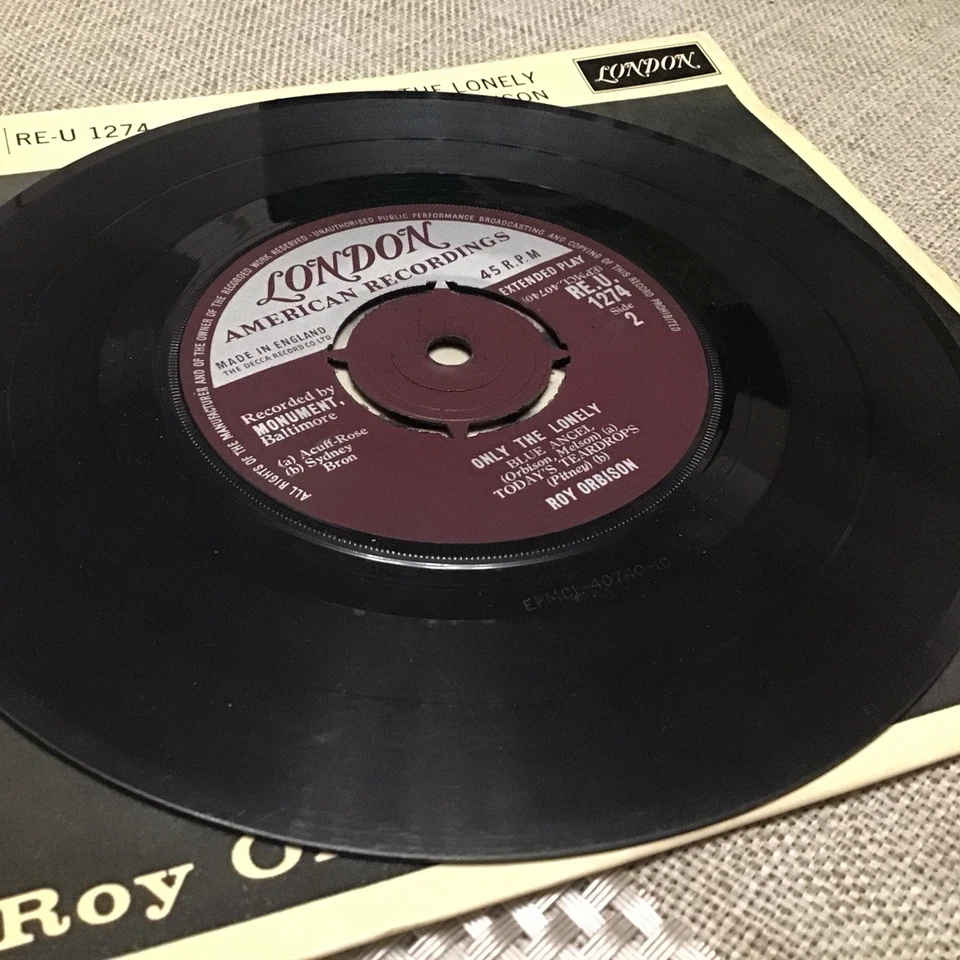 THE LONELY
LONDON
RE-U 1274
ALL RIGHTS OF THE MANUFACTURER AND OF THE OWNER OF THE RECORDED WORK RESERVED · UNAUTHORISED PUBLIC PERFORMANCE BROADCASTING AND COPYING OF THIS RECORD PROHIBITED
LONDON
AMERICAN RECORDINGS
45 R.P.M
EXTENDED PLAY
MADE IN ENGLAND
THE DECCA RECORD CO. LTD
RE.U.
1274
Side
2
Recorded by
MONUMENT,
Baltimore
(a) Acuff-Rose
(b) Sydney
Bron
ONLY THE LONELY
BLUE ANGEL
(Orbison, Melson) (a)
TODAY'S TEARDROPS
(Pitney) (b)
ROY ORBISON
Roy